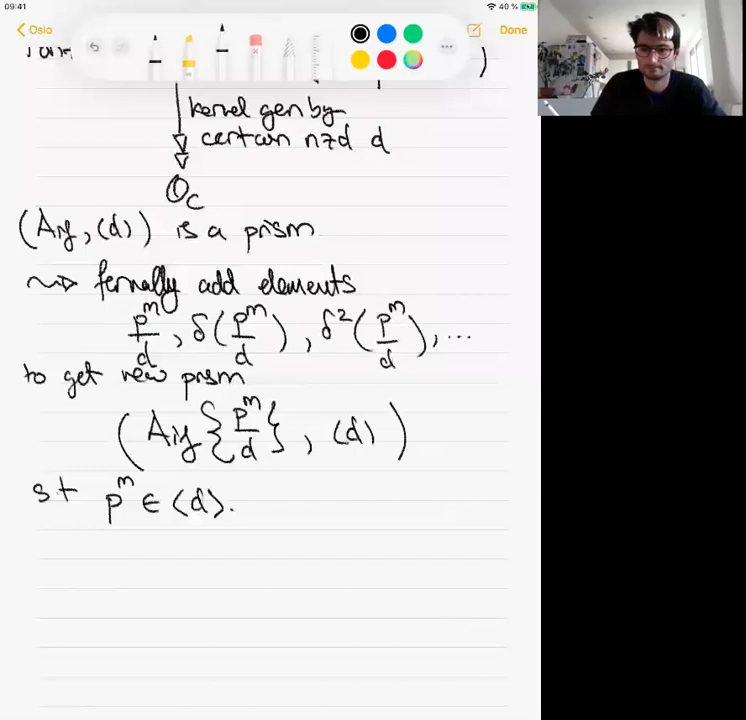 09:41
40 %
Oslo
Done
kernel gen by
certain nzd d
O_C
(A_inf, (d)) is a prism
⇝ formally add elements
p^m/d, δ(p^m/d), δ²(p^m/d), ...
to get new prism
(A_inf{p^m/d}, (d))
st p^m ∈ (d).